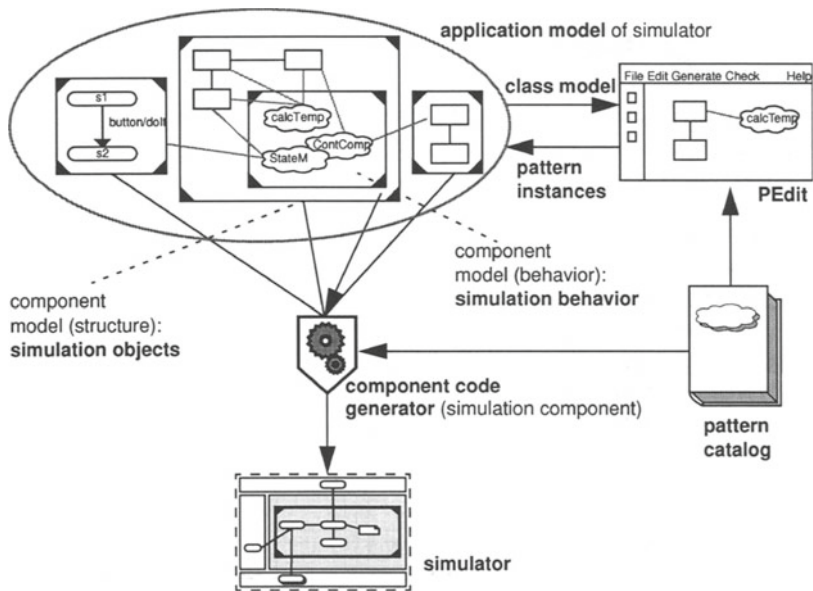 application model of simulator
s1
button/doIt
s2
calcTemp
ContComp
StateM
class model
pattern
instances
File Edit Generate Check Help
calcTemp
PEdit
component
model (structure):
simulation objects
component
model (behavior):
simulation behavior
component code
generator (simulation component)
pattern
catalog
simulator